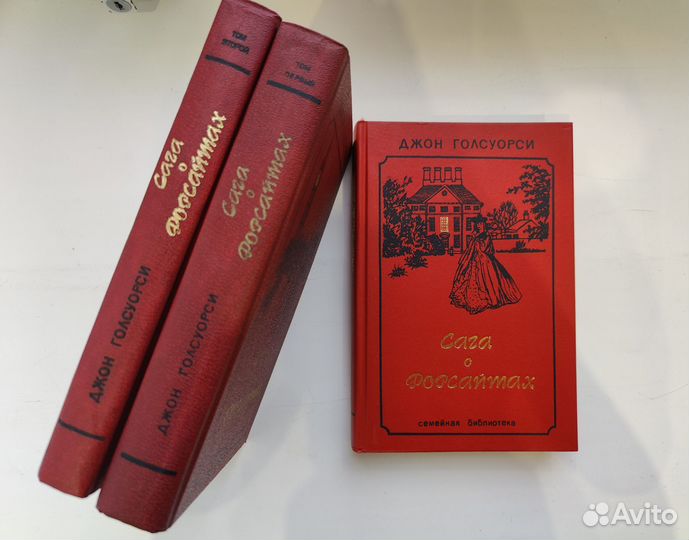 ТОМ
ВТОРОЙ
Сага
о
Форсайтах
ДЖОН ГОЛСУОРСИ
ТОМ
ПЕРВЫЙ
Сага
о
Форсайтах
ДЖОН ГОЛСУОРСИ
ДЖОН ГОЛСУОРСИ
Сага
о
Форсайтах
семейная библиотека
Avito